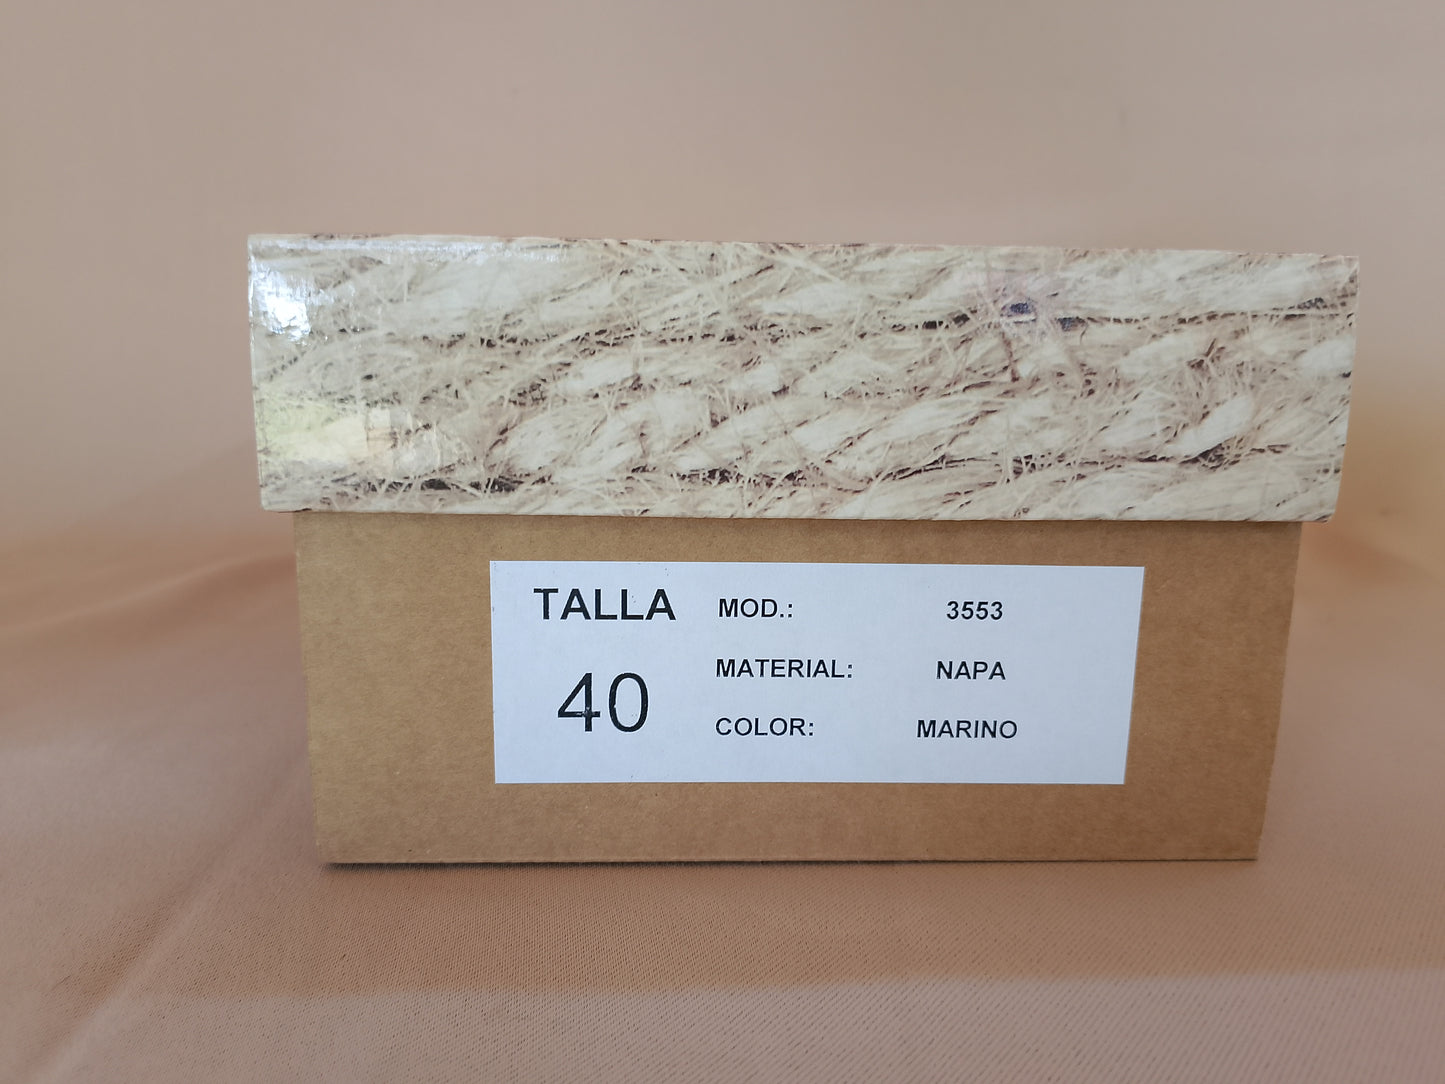 TALLA
40
MOD.: 3553
MATERIAL: NAPA
COLOR: MARINO